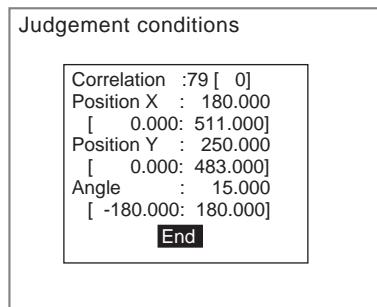 Judgement conditions
Correlation :79 [ 0]
Position X : 180.000
[ 0.000: 511.000]
Position Y : 250.000
[ 0.000: 483.000]
Angle : 15.000
[ -180.000: 180.000]
End